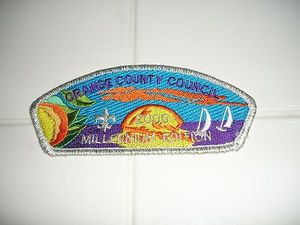 ORANGE COUNTY COUNCIL
2000
MILLENNIUM EDITION